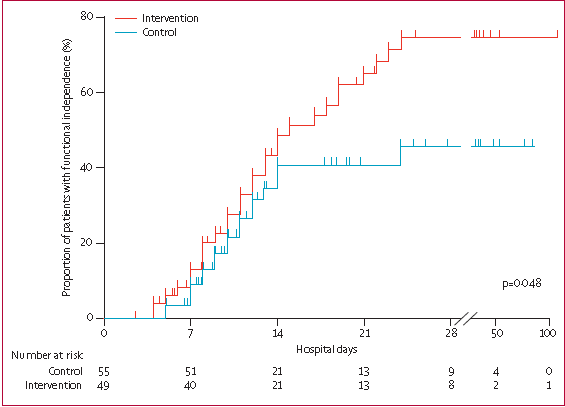 80
60
40
20
0
Proportion of patients with functional independence (%)
Intervention
Control
p=0·048
0 7 14 21 28 50 100
Hospital days
Number at risk
Control 55 51 21 13 9 4 0
Intervention 49 40 21 13 8 2 1